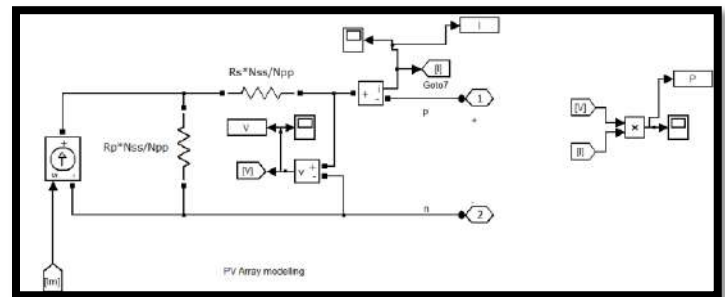 I
Rs*Nss/Npp
[I]
Goto7
P
+
i
-
1
P
+
[V]
×
V
Rp*Nss/Npp
[V]
v
+
-
[I]
n
2
PV Array modelling
[Im]